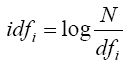 idf_i = log N/df_i